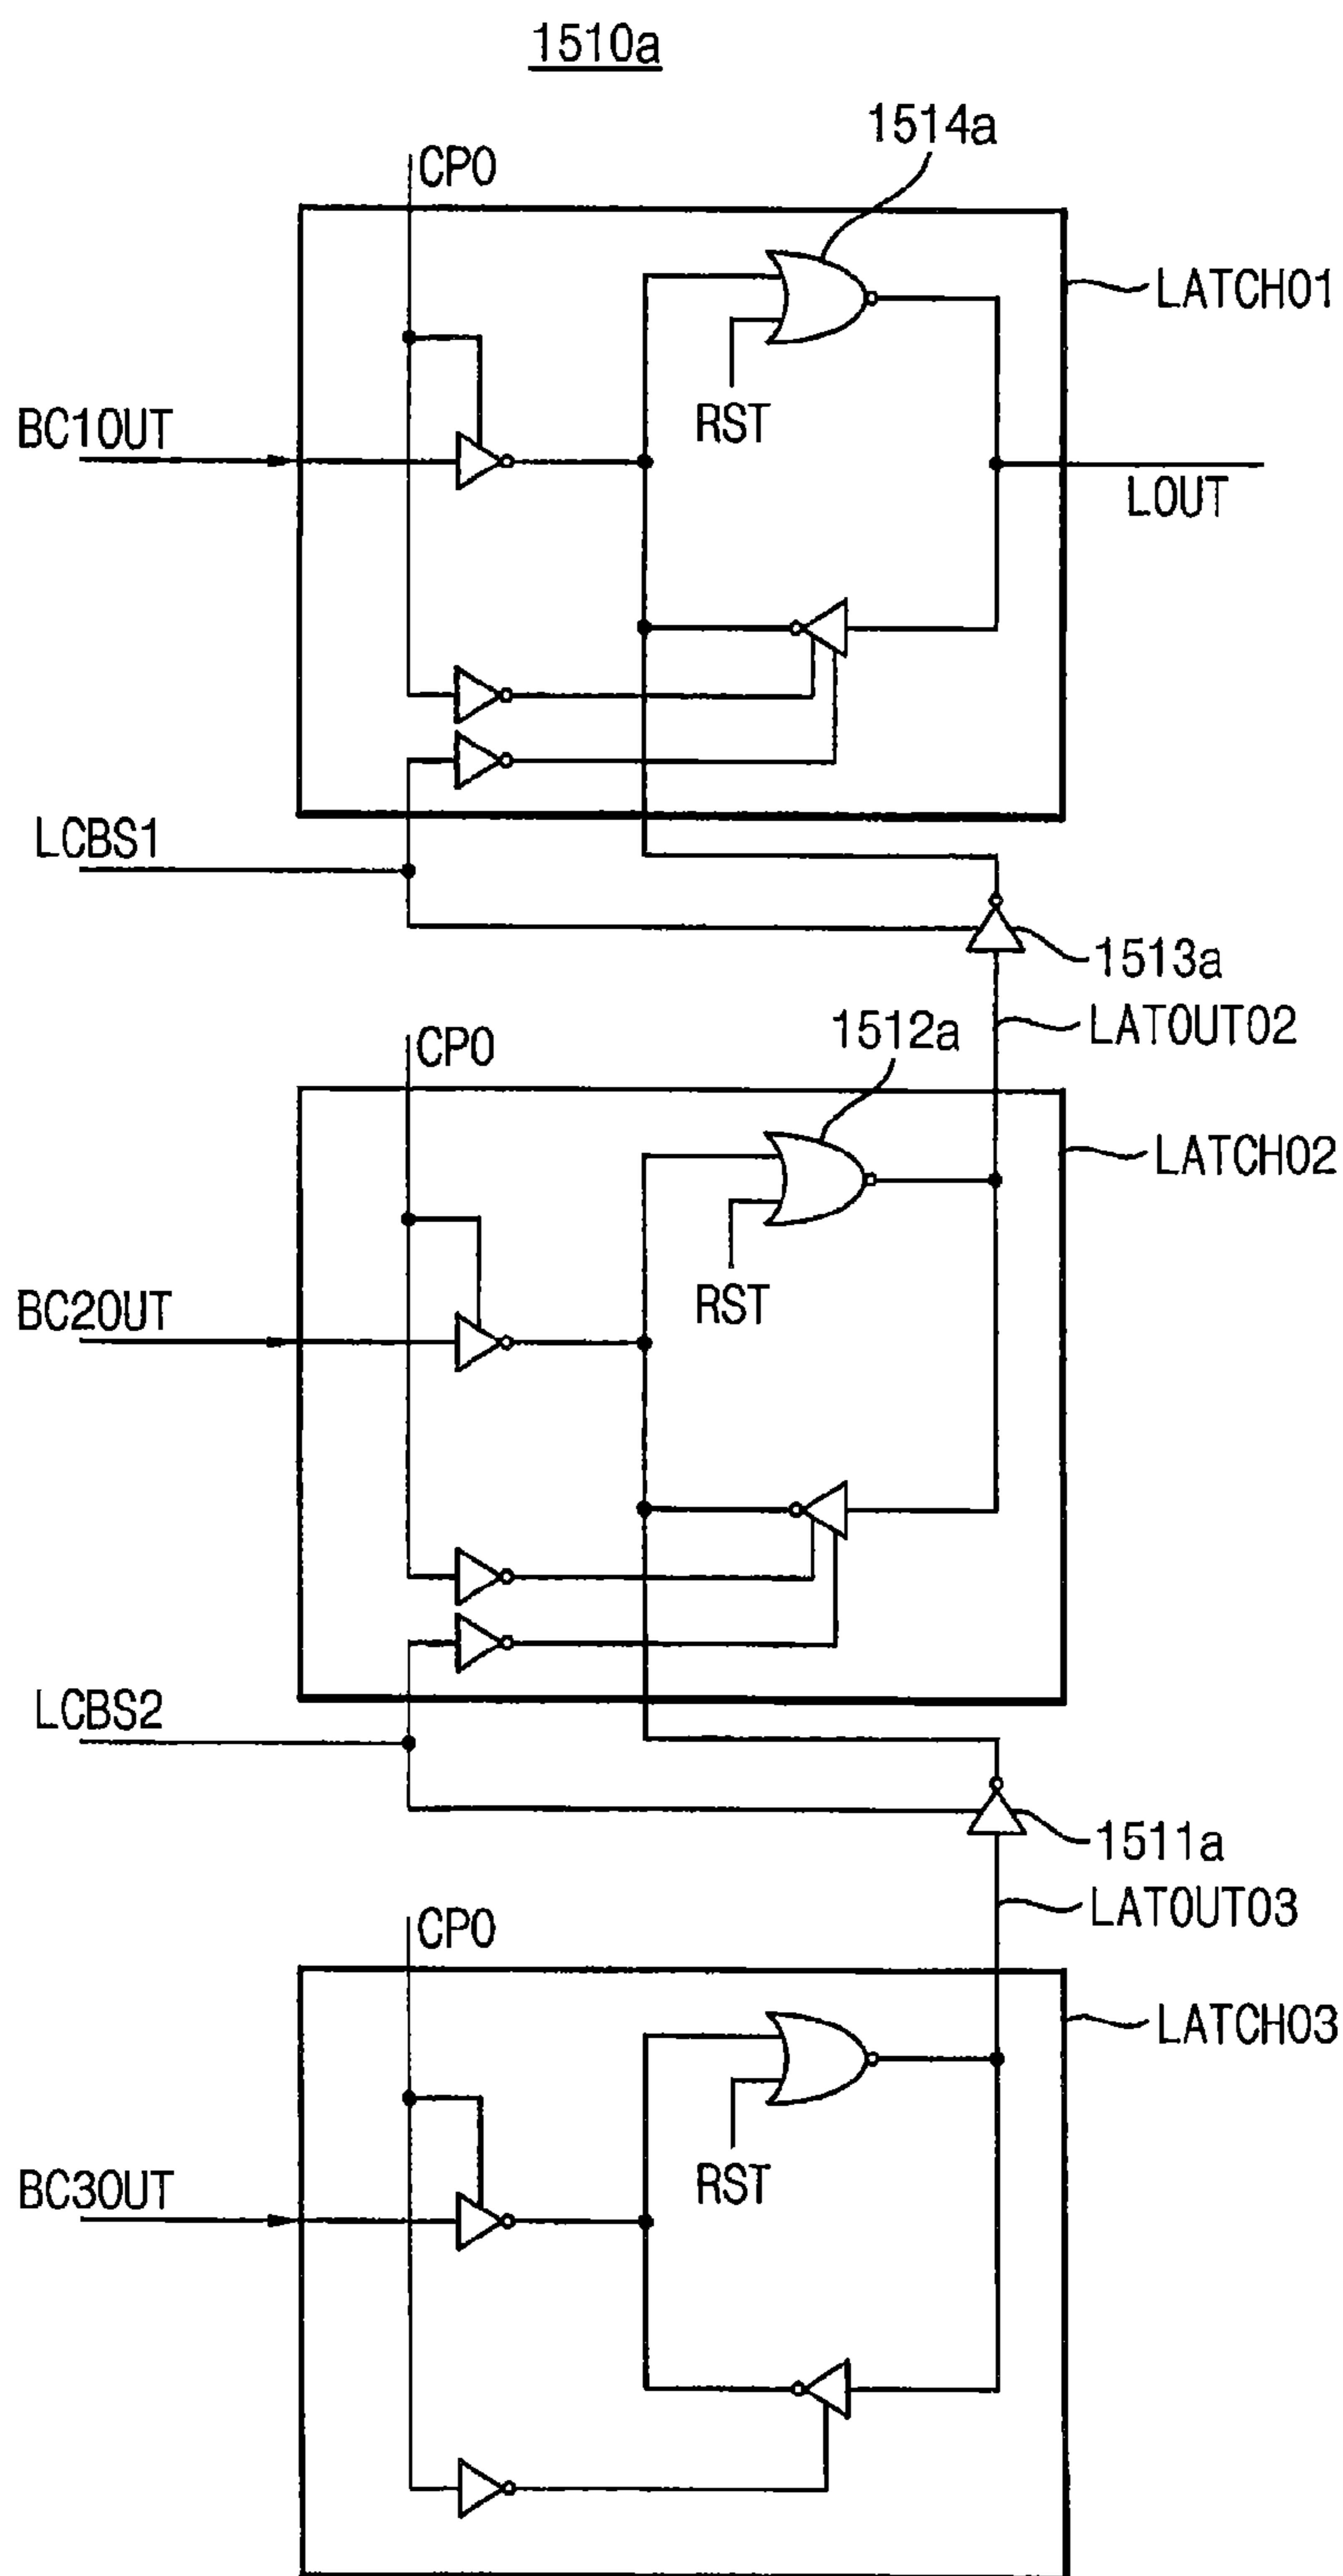 1510a
1514a
CP0
LATCH01
BC1OUT
RST
LOUT
LCBS1
1513a
LATOUT02
1512a
CP0
LATCH02
BC2OUT
RST
LCBS2
1511a
LATOUT03
CP0
LATCH03
BC3OUT
RST